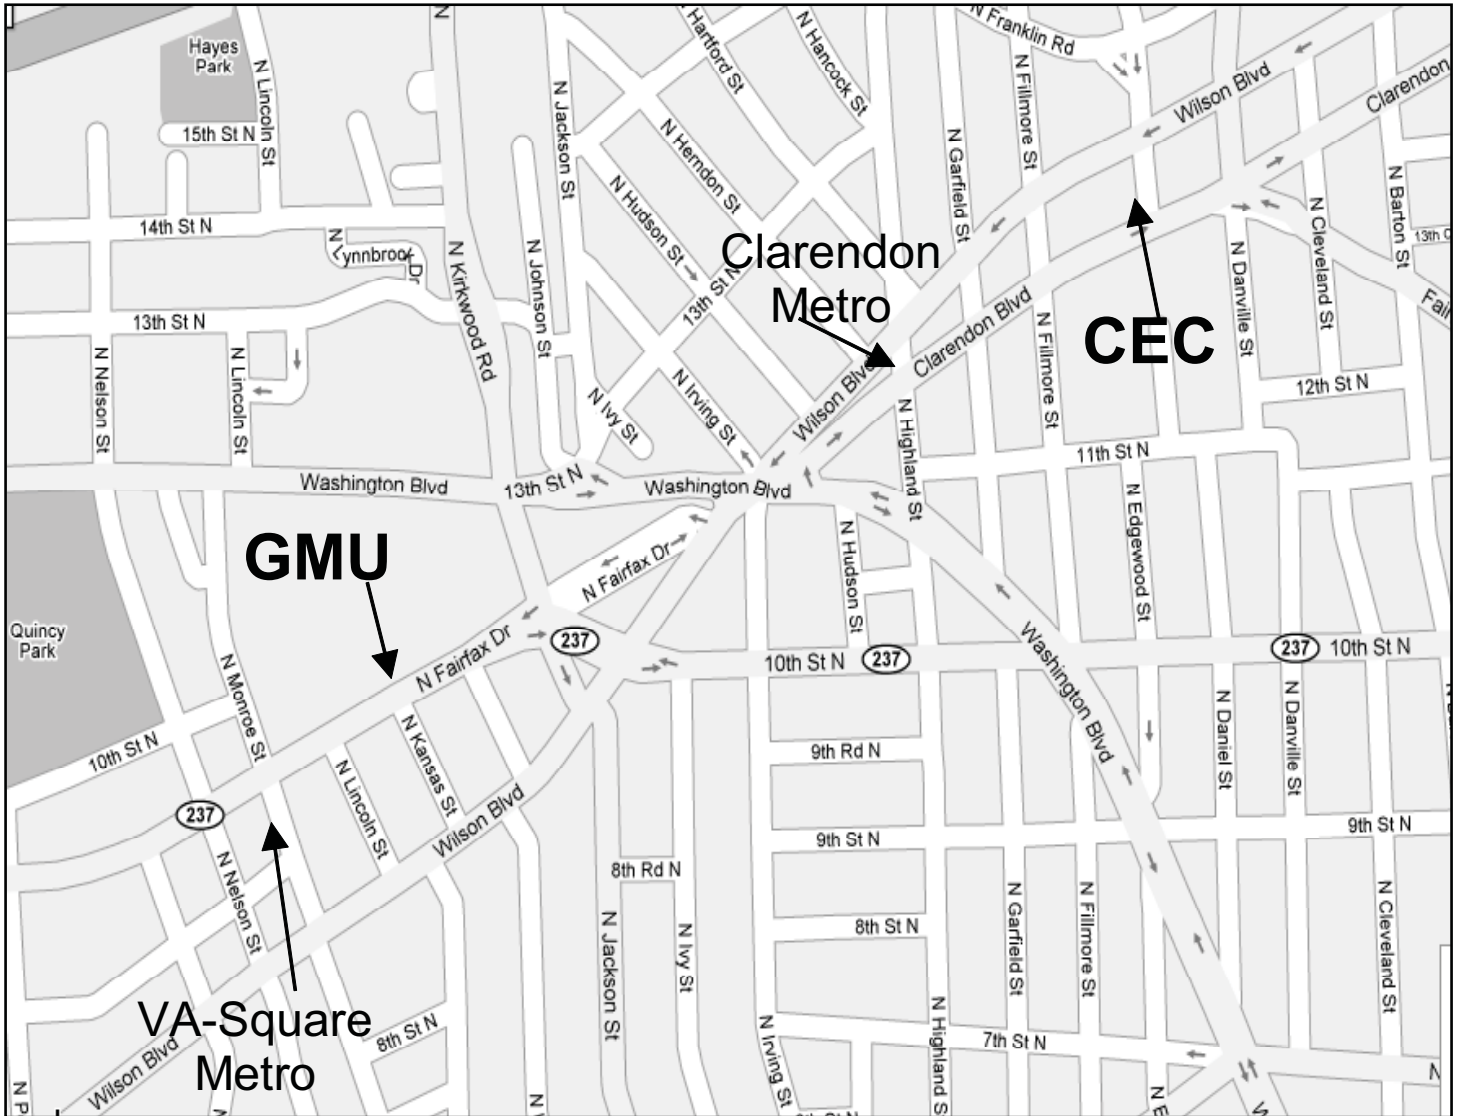 N
N Franklin Rd
N Hartford St
N Hancock St
Hayes
Park
N Lincoln St
15th St N
N Jackson St
N Fillmore St
Wilson Blvd
Clarendon
N Herndon St
N Garfield St
N Hudson St
N Barton St
14th St N
N Lynnbrook Dr
N Kirkwood Rd
N Johnson St
13th St N
Clarendon
Metro
N Cleveland St
N Danville St
13th St N
Clarendon Blvd
N Fillmore St
CEC
N Nelson St
N Lincoln St
N Ivy St
N Irving St
Wilson Blvd
N Highland St
12th St N
11th St N
Washington Blvd
13th St N
Washington Blvd
N Edgewood St
N Hudson St
GMU
N Fairfax Dr
Quincy
Park
N Fairfax Dr
237
10th St N
237
237
10th St N
Washington Blvd
N Monroe St
N Kansas St
N Lincoln St
10th St N
9th Rd N
N Daniel St
N Danville St
237
Wilson Blvd
9th St N
9th St N
N Nelson St
8th Rd N
N Jackson St
N Ivy St
8th St N
N Garfield St
N Fillmore St
N Cleveland St
VA-Square
Metro
Wilson Blvd
8th St N
N Irving St
N Highland S
7th St N
N
N P
N
N E